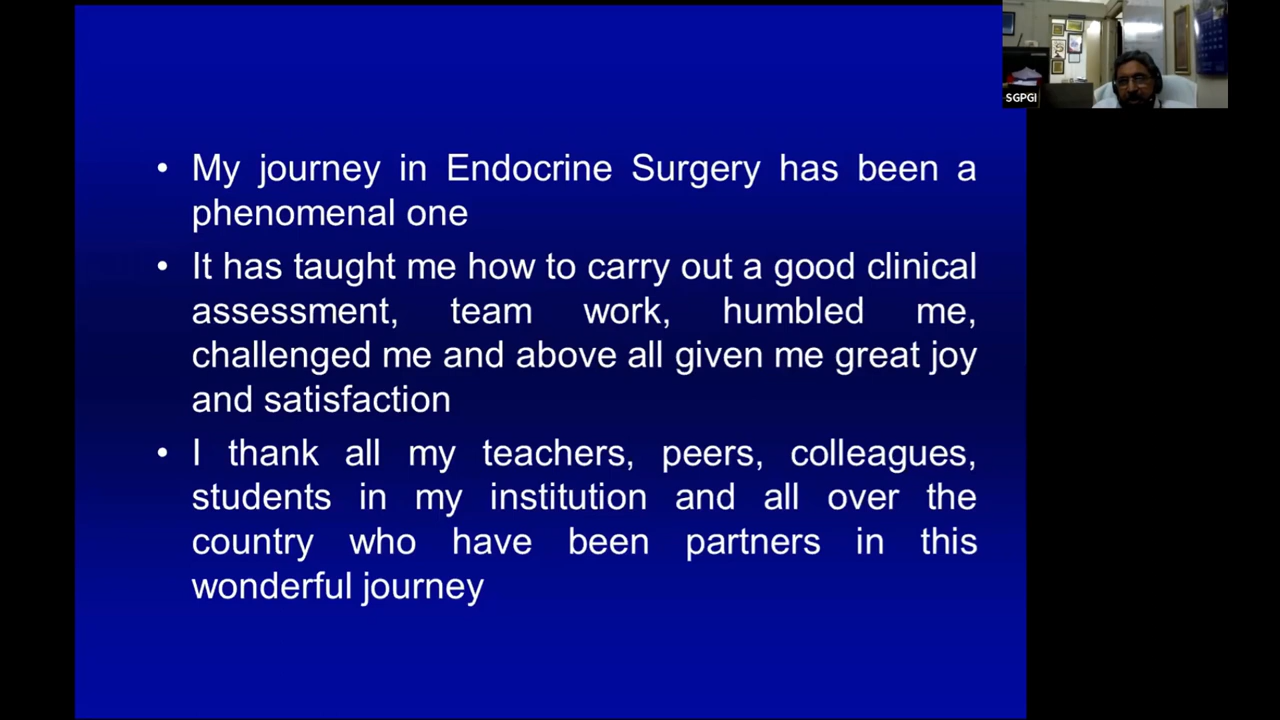 • My journey in Endocrine Surgery has been a
phenomenal one
• It has taught me how to carry out a good clinical
assessment, team work, humbled me,
challenged me and above all given me great joy
and satisfaction
• I thank all my teachers, peers, colleagues,
students in my institution and all over the
country who have been partners in this
wonderful journey
SGPGI